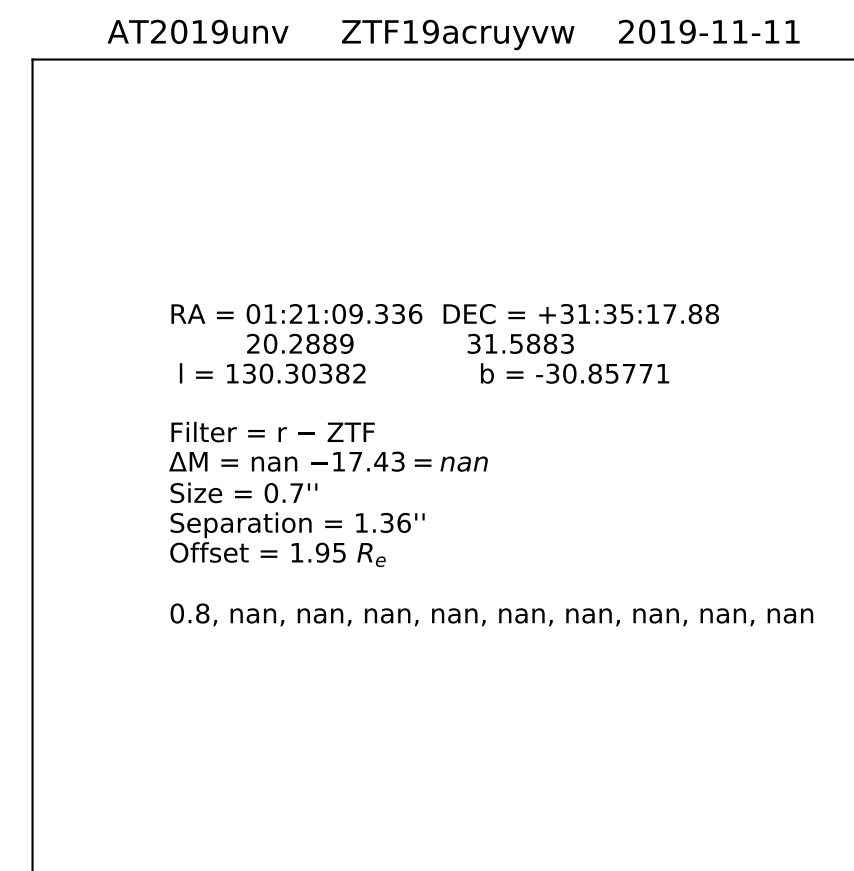 AT2019unv ZTF19acruyvw 2019-11-11
RA = 01:21:09.336 DEC = +31:35:17.88
20.2889 31.5883
l = 130.30382 b = -30.85771
Filter = r − ZTF
ΔM = nan −17.43 = nan
Size = 0.7''
Separation = 1.36''
Offset = 1.95 Rₑ
0.8, nan, nan, nan, nan, nan, nan, nan, nan, nan